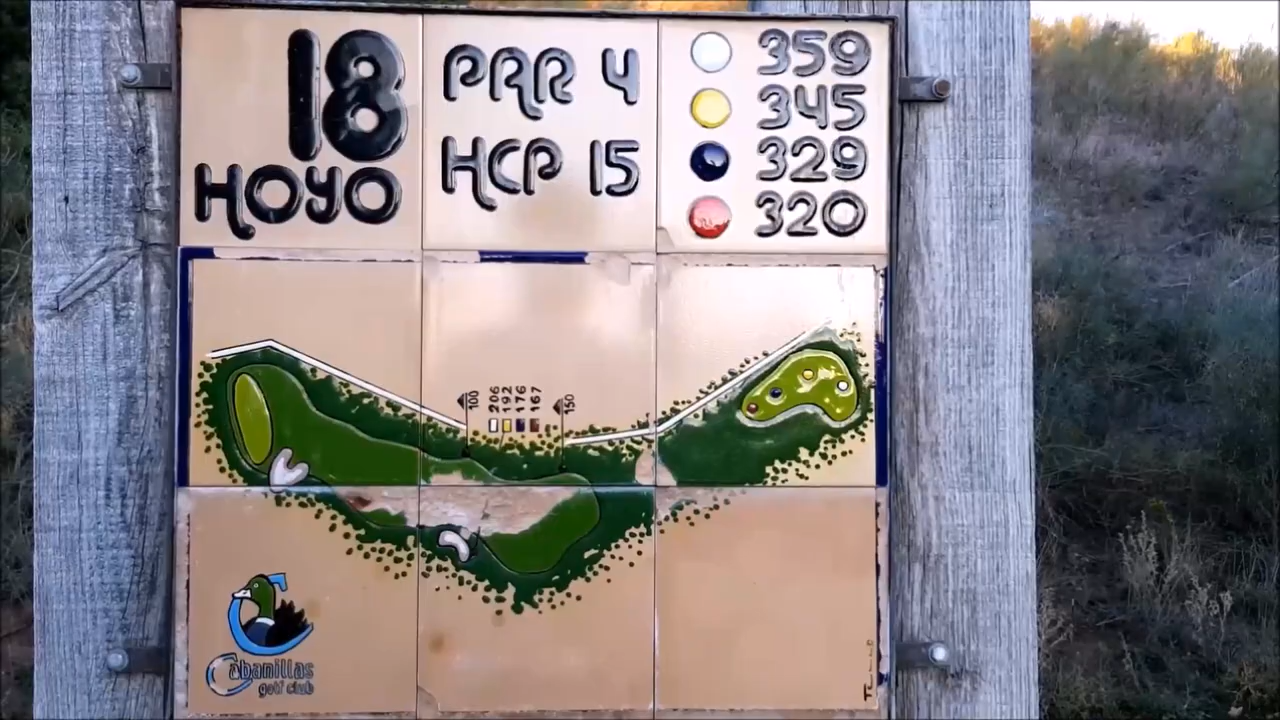 18
HOYO
PAR 4
HCP 15
359
345
329
320
100
206
192
176
167
150
Cabanillas
golf club